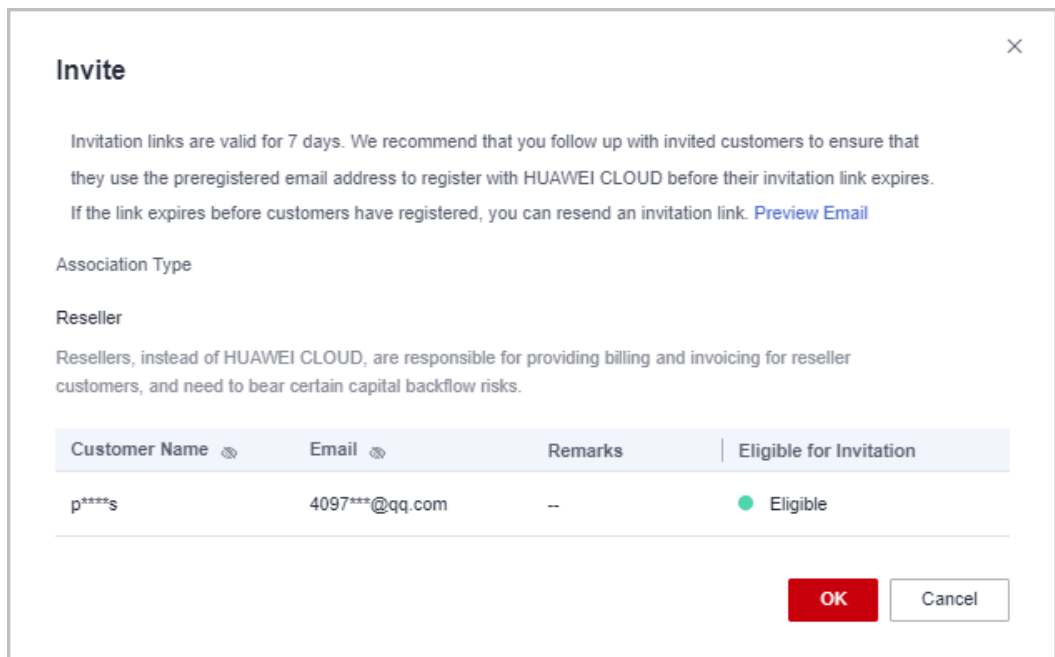 Invite
Invitation links are valid for 7 days. We recommend that you follow up with invited customers to ensure that
they use the preregistered email address to register with HUAWEI CLOUD before their invitation link expires.
If the link expires before customers have registered, you can resend an invitation link. Preview Email
Association Type
Reseller
Resellers, instead of HUAWEI CLOUD, are responsible for providing billing and invoicing for reseller
customers, and need to bear certain capital backflow risks.
Customer Name Email Remarks Eligible for Invitation
p****s 4097***@qq.com -- Eligible
OK Cancel